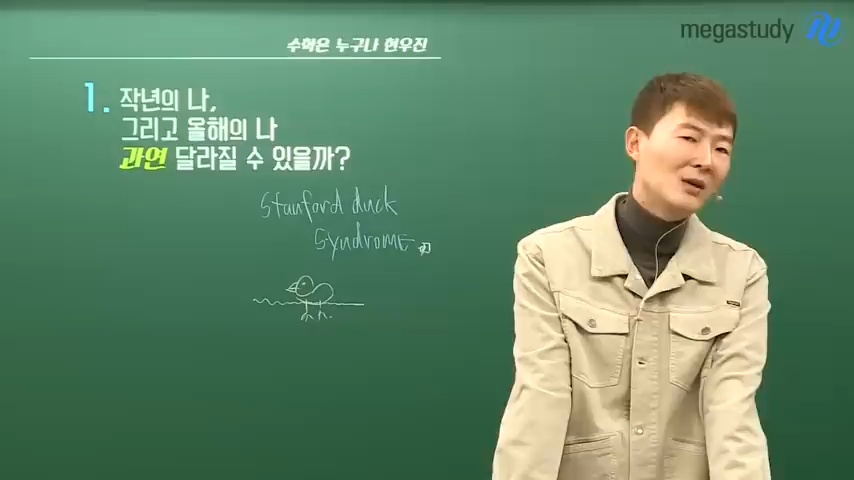 megastudy
수학은 누구나 현우진
1. 작년의 나,
그리고 올해의 나
과연 달라질 수 있을까?
Stanford duck
Syndrome